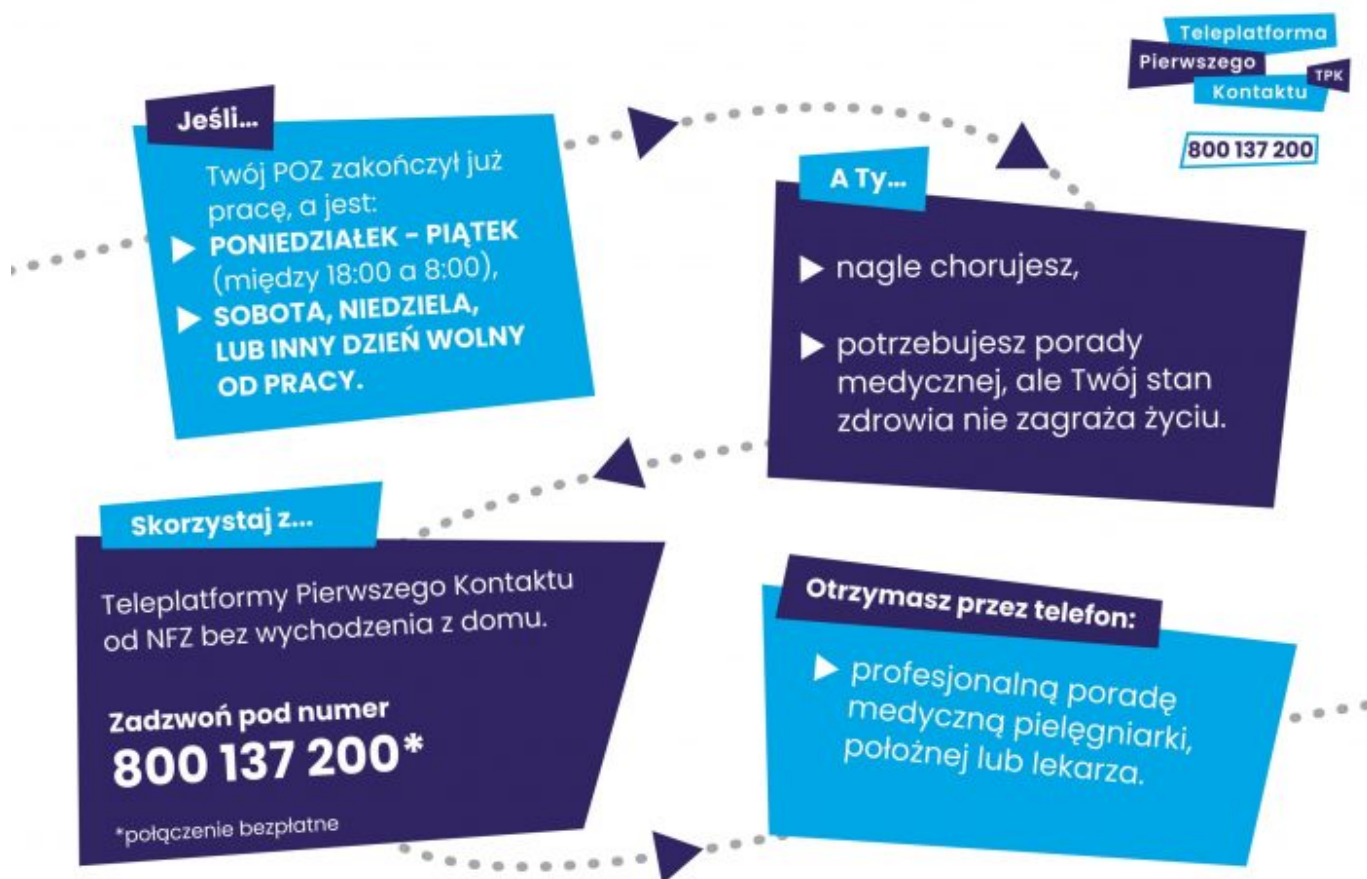 Teleplatforma
Pierwszego
TPK
Kontaktu
800 137 200
Jeśli...
Twój POZ zakończył już
pracę, a jest:
PONIEDZIAŁEK - PIĄTEK
(między 18:00 a 8:00),
SOBOTA, NIEDZIELA,
LUB INNY DZIEŃ WOLNY
OD PRACY.
A Ty...
nagle chorujesz,
potrzebujesz porady
medycznej, ale Twój stan
zdrowia nie zagraża życiu.
Skorzystaj z...
Teleplatformy Pierwszego Kontaktu
od NFZ bez wychodzenia z domu.
Zadzwoń pod numer
800 137 200*
*połączenie bezpłatne
Otrzymasz przez telefon:
profesjonalną poradę
medyczną pielęgniarki,
położnej lub lekarza.